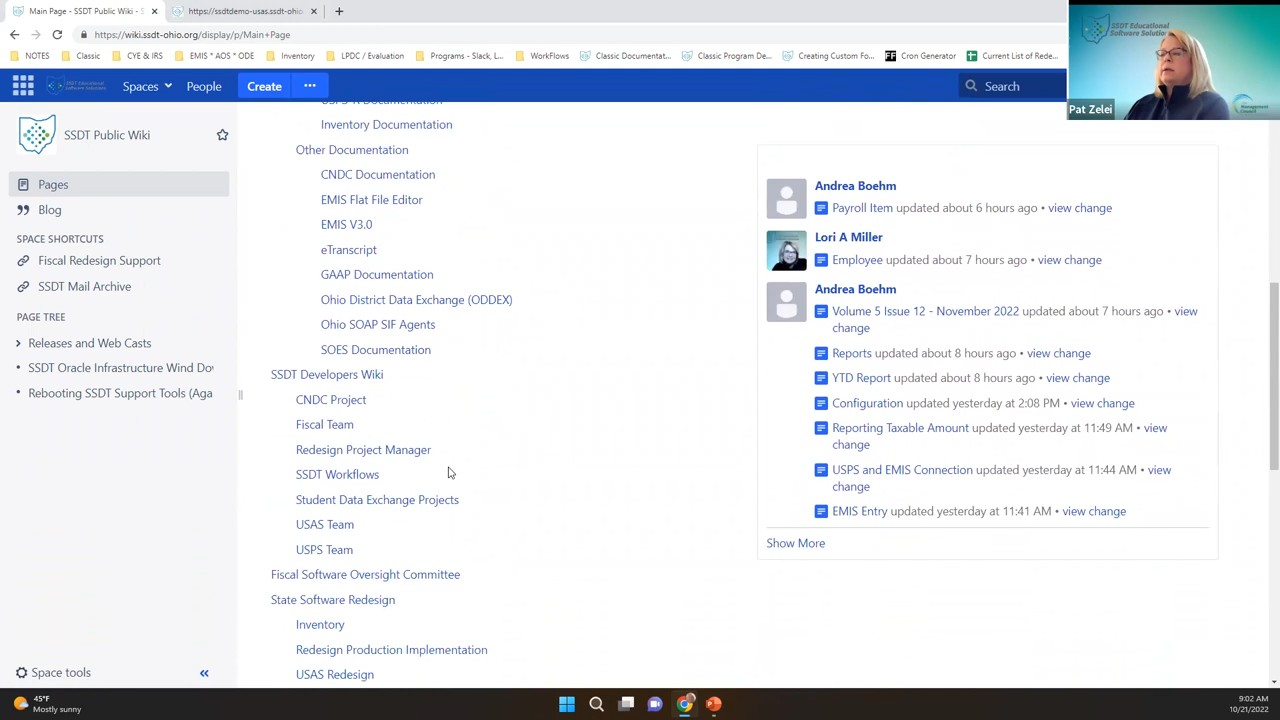 Main Page - SSDT Public Wiki - S
https://ssdtdemo-usas.ssdt-ohio
https://wiki.ssdt-ohio.org/display/p/Main+Page
NOTES Classic CYE & IRS EMIS * AOS * ODE Inventory LPDC / Evaluation Programs - Slack, L... WorkFlows Classic Documentat... Classic Program De... Creating Custom Fo... Cron Generator Current List of Rede...
SSDT Educational
Software Solutions
Management
Council
Pat Zelei
SSDT Educational
Software Solutions
Spaces People Create ... Search
SSDT Public Wiki
Pages
Blog
SPACE SHORTCUTS
Fiscal Redesign Support
SSDT Mail Archive
PAGE TREE
Releases and Web Casts
SSDT Oracle Infrastructure Wind Dov
Rebooting SSDT Support Tools (Aga
Space tools
USPS-R Documentation
Inventory Documentation
Other Documentation
CNDC Documentation
EMIS Flat File Editor
EMIS V3.0
eTranscript
GAAP Documentation
Ohio District Data Exchange (ODDEX)
Ohio SOAP SIF Agents
SOES Documentation
SSDT Developers Wiki
CNDC Project
Fiscal Team
Redesign Project Manager
SSDT Workflows
Student Data Exchange Projects
USAS Team
USPS Team
Fiscal Software Oversight Committee
State Software Redesign
Inventory
Redesign Production Implementation
USAS Redesign
Andrea Boehm
Payroll Item updated about 6 hours ago • view change
Lori A Miller
Employee updated about 7 hours ago • view change
Andrea Boehm
Volume 5 Issue 12 - November 2022 updated about 7 hours ago • view
change
Reports updated about 8 hours ago • view change
YTD Report updated about 8 hours ago • view change
Configuration updated yesterday at 2:08 PM • view change
Reporting Taxable Amount updated yesterday at 11:49 AM • view
change
USPS and EMIS Connection updated yesterday at 11:44 AM • view
change
EMIS Entry updated yesterday at 11:41 AM • view change
Show More
45°F
Mostly sunny
9:02 AM
10/21/2022